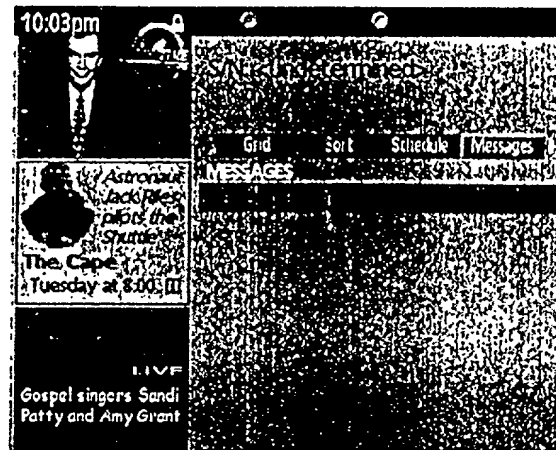 10:03pm
Grid Sort Schedule Messages
MESSAGES
Astronaut
Jack Riles
pilots the
Shuttle
The Cape
Tuesday at 8:00
LIVE
Gospel singers Sandi
Patty and Amy Grant